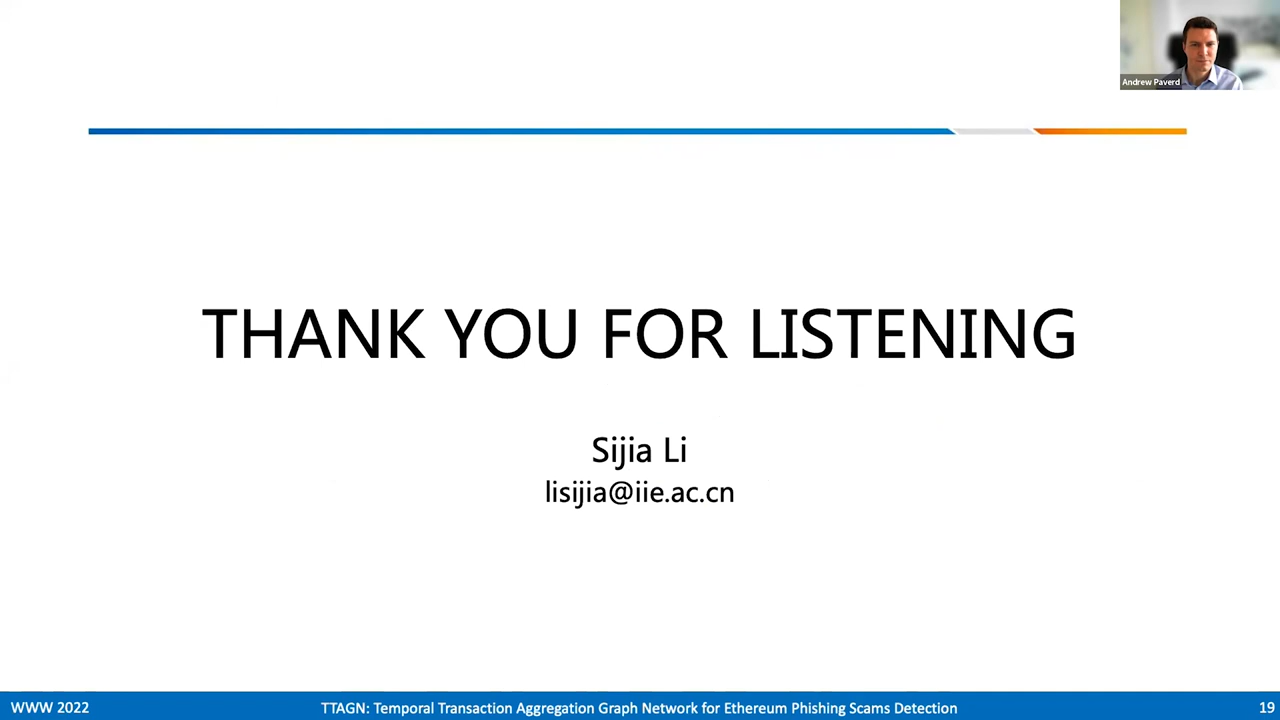 Andrew Paverd
THANK YOU FOR LISTENING
Sijia Li
lisijia@iie.ac.cn
WWW 2022
TTAGN: Temporal Transaction Aggregation Graph Network for Ethereum Phishing Scams Detection
19